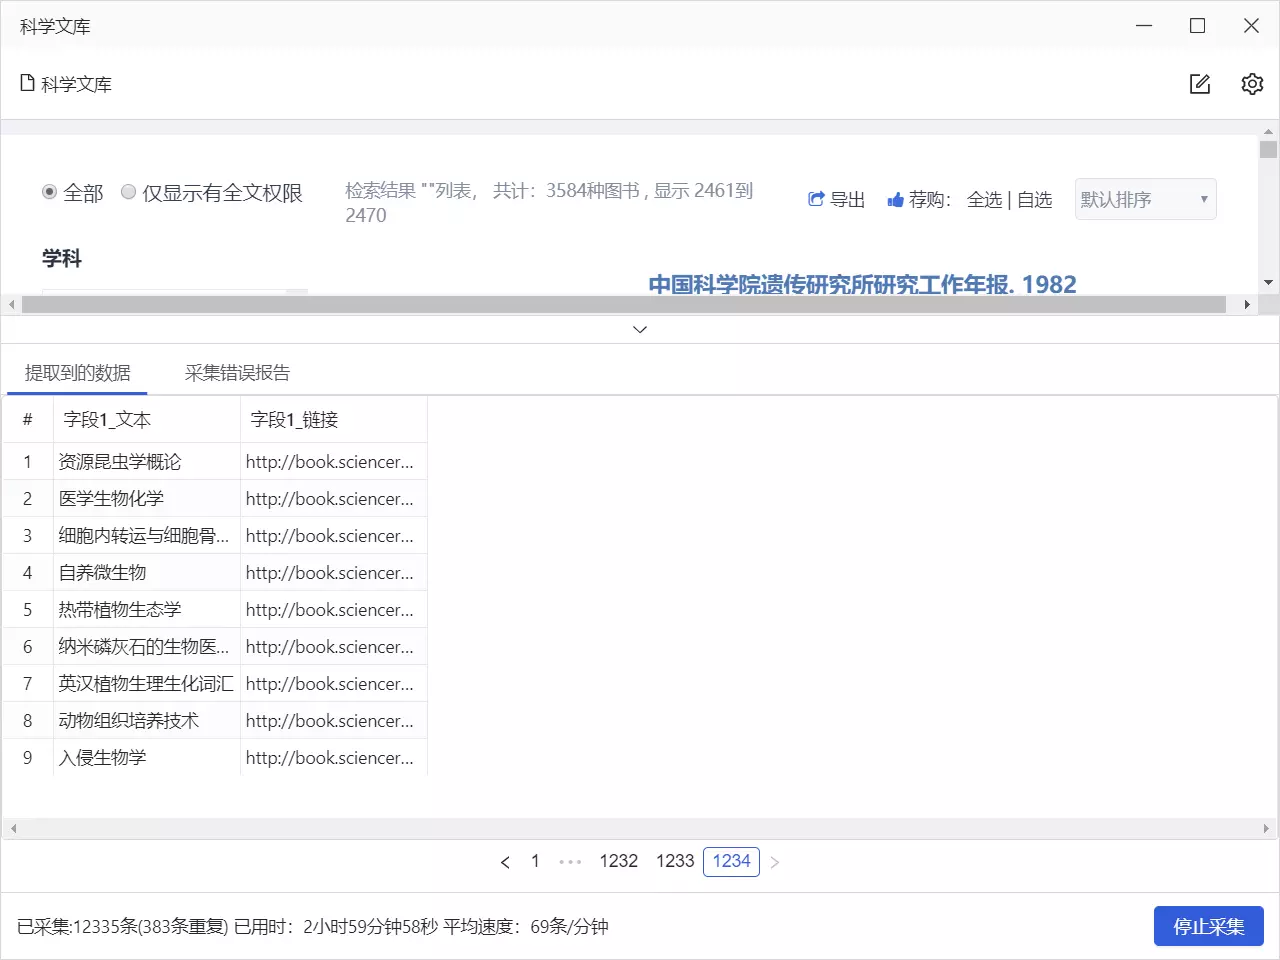 科学文库
科学文库
全部 仅显示有全文权限 检索结果 ""列表， 共计：3584种图书 , 显示 2461到
2470
导出 荐购： 全选 | 自选 默认排序
学科
中国科学院遗传研究所研究工作年报. 1982
提取到的数据 采集错误报告
# 字段1_文本 字段1_链接
1 资源昆虫学概论 http://book.sciencer...
2 医学生物化学 http://book.sciencer...
3 细胞内转运与细胞骨... http://book.sciencer...
4 自养微生物 http://book.sciencer...
5 热带植物生态学 http://book.sciencer...
6 纳米磷灰石的生物医... http://book.sciencer...
7 英汉植物生理生化词汇 http://book.sciencer...
8 动物组织培养技术 http://book.sciencer...
9 入侵生物学 http://book.sciencer...
< 1 ••• 1232 1233 1234 >
已采集:12335条(383条重复) 已用时：2小时59分钟58秒 平均速度：69条/分钟 停止采集